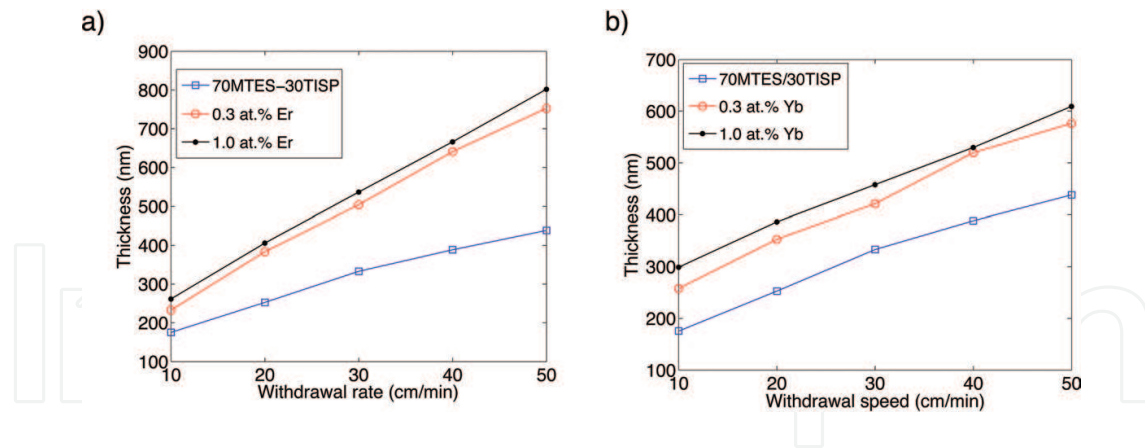 a)
900
800
700
600
500
400
300
200
100
Thickness (nm)
70MTES–30TISP
0.3 at.% Er
1.0 at.% Er
10 20 30 40 50
Withdrawal rate (cm/min)
b)
700
600
500
400
300
200
100
Thickness (nm)
70MTES/30TISP
0.3 at.% Yb
1.0 at.% Yb
10 20 30 40 50
Withdrawal speed (cm/min)